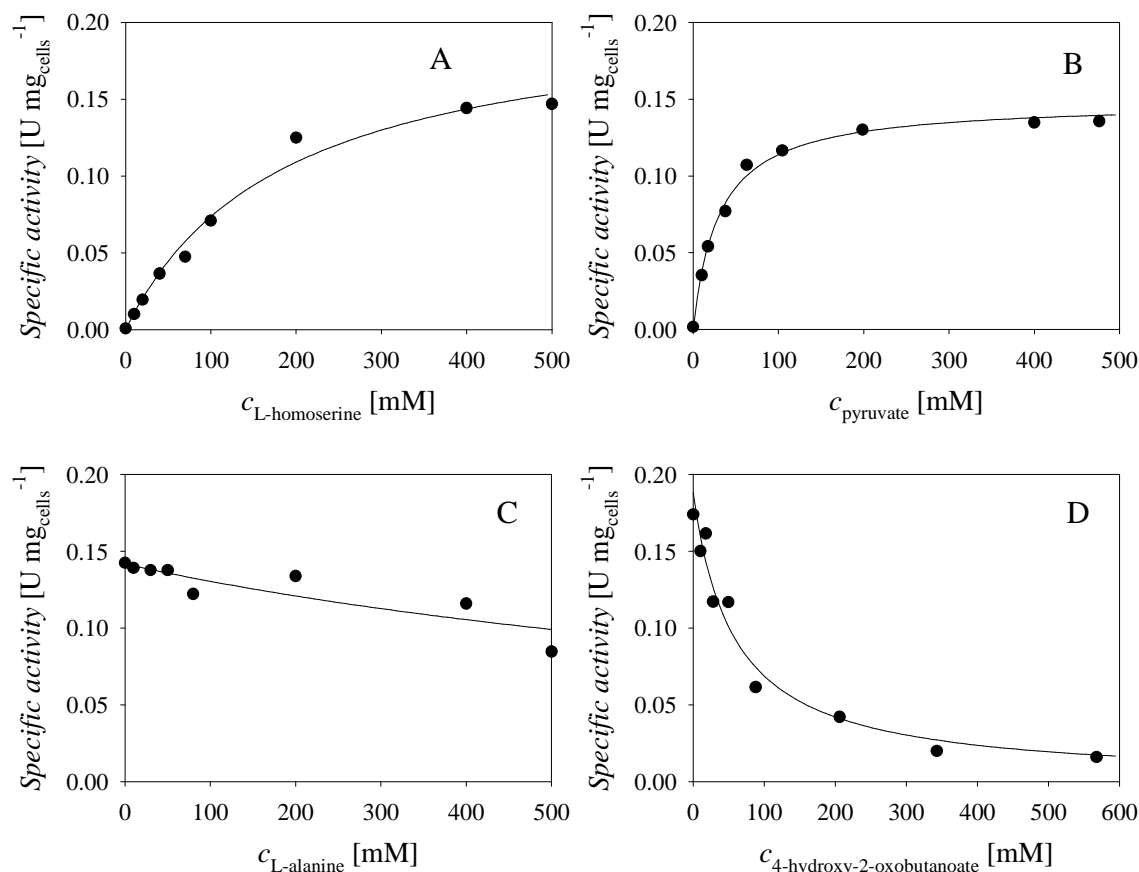 A
Specific activity [U mg_cells^-1]
0.20
0.15
0.10
0.05
0.00
0 100 200 300 400 500
c_L-homoserine [mM]
B
Specific activity [U mg_cells^-1]
0.20
0.15
0.10
0.05
0.00
0 100 200 300 400 500
c_pyruvate [mM]
C
Specific activity [U mg_cells^-1]
0.20
0.15
0.10
0.05
0.00
0 100 200 300 400 500
c_L-alanine [mM]
D
Specific activity [U mg_cells^-1]
0.20
0.15
0.10
0.05
0.00
0 100 200 300 400 500 600
c_4-hydroxy-2-oxobutanoate [mM]